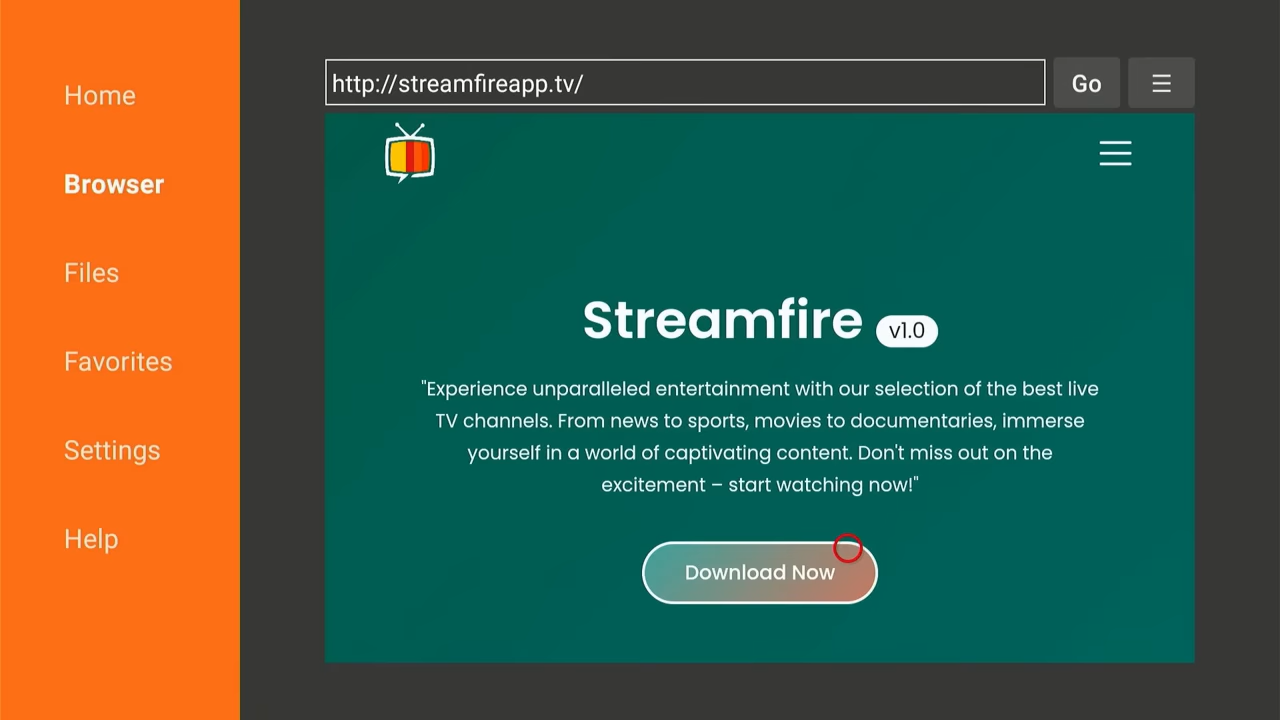 Home
Browser
Files
Favorites
Settings
Help
http://streamfireapp.tv/
Go
Streamfire v1.0
"Experience unparalleled entertainment with our selection of the best live
TV channels. From news to sports, movies to documentaries, immerse
yourself in a world of captivating content. Don't miss out on the
excitement – start watching now!"
Download Now